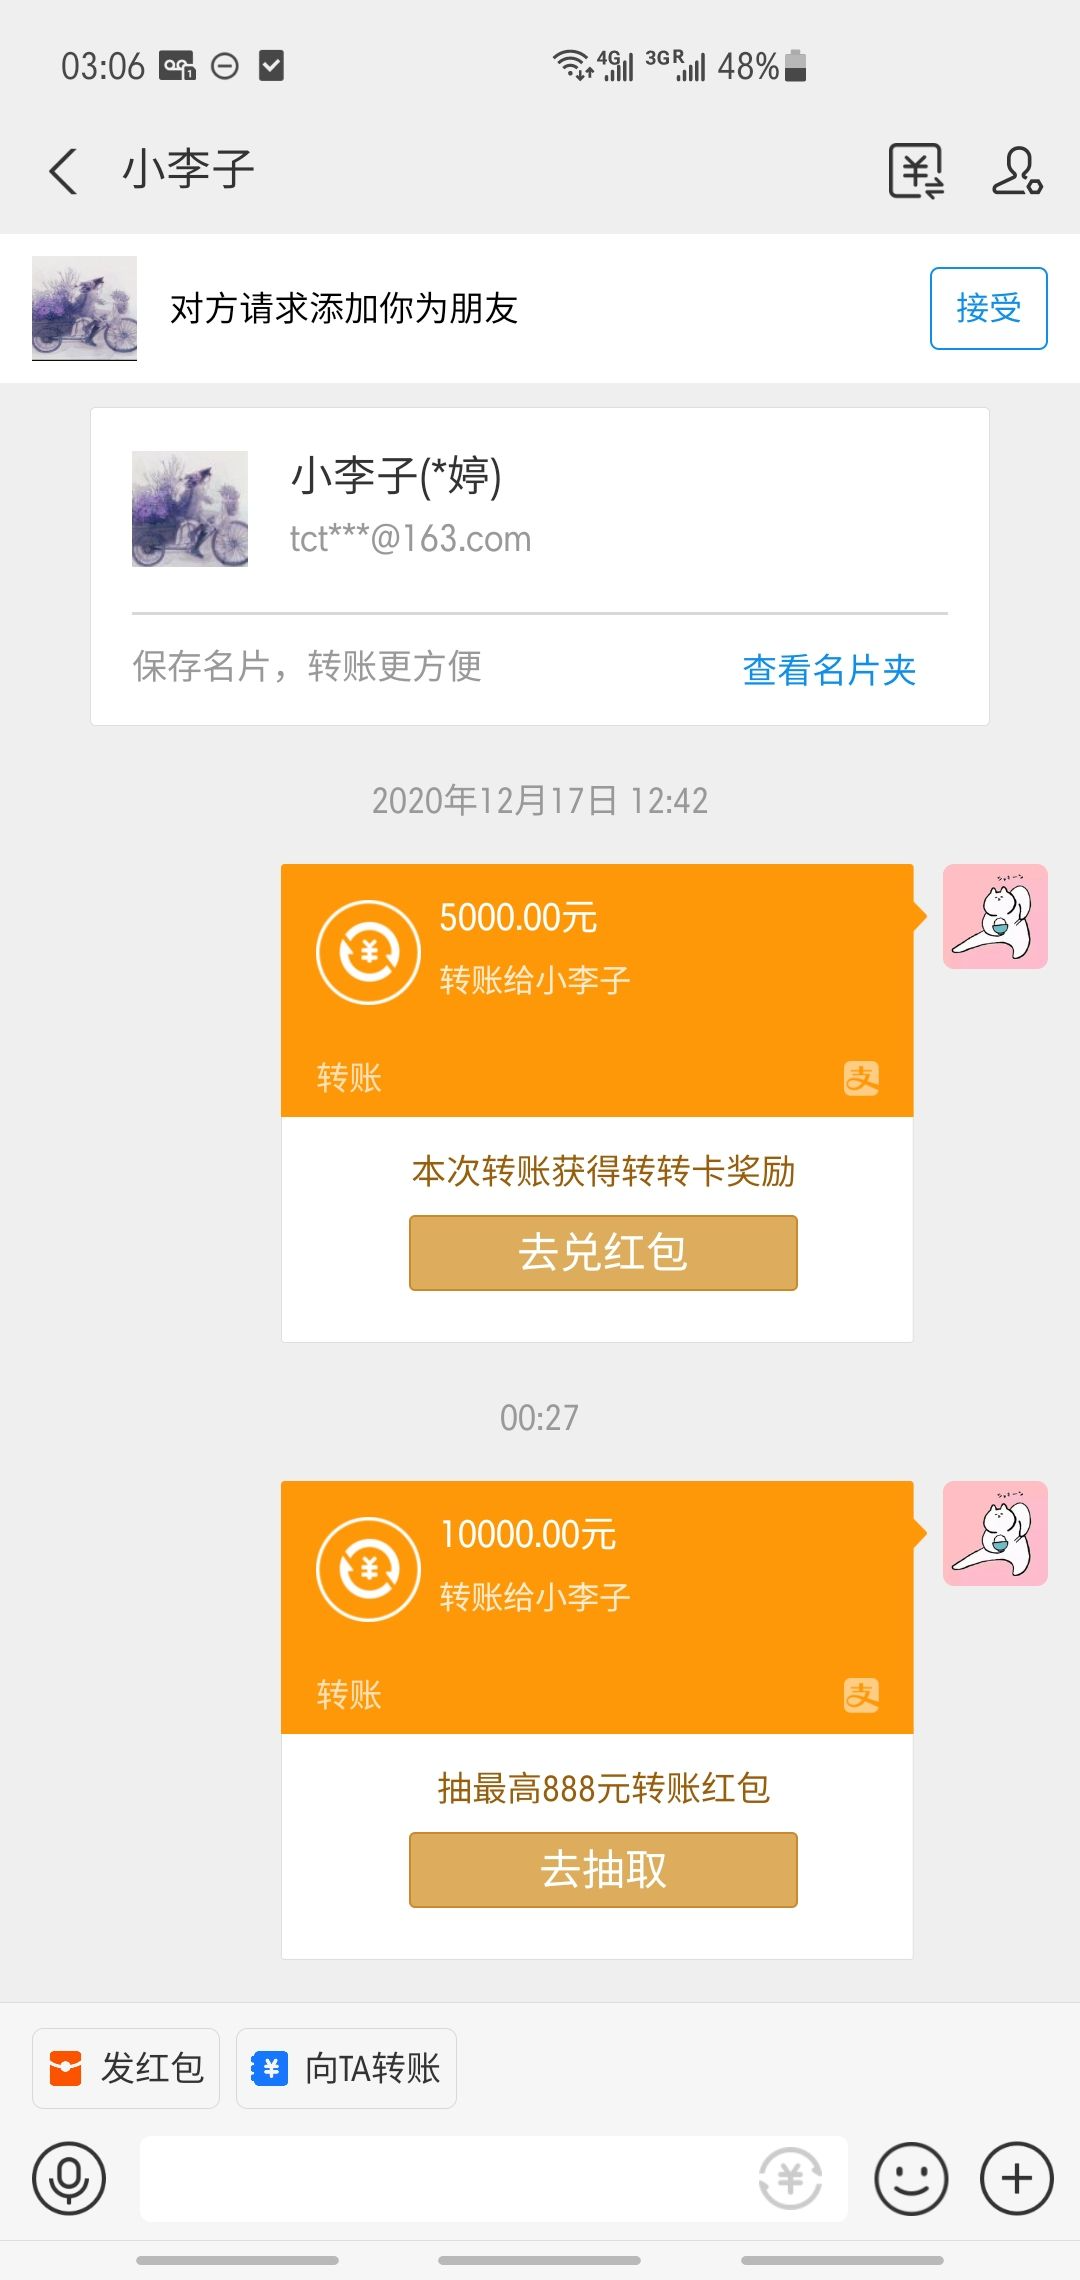 03:06
4G 3G R 48%
小李子
对方请求添加你为朋友
接受
小李子(*婷)
tct***@163.com
保存名片，转账更方便
查看名片夹
2020年12月17日 12:42
5000.00元
转账给小李子
转账
支
本次转账获得转转卡奖励
去兑红包
00:27
10000.00元
转账给小李子
转账
支
抽最高888元转账红包
去抽取
发红包
向TA转账